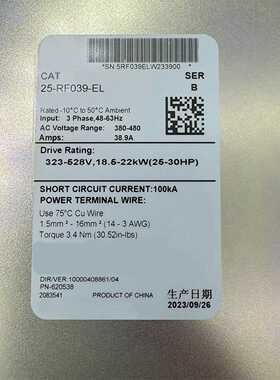 *SN 5RF039ELW233900 *
CAT
SER
25-RF039-EL
B
Rated -10°C to 50°C Ambient
Input: 3 Phase,48-63Hz
AC Voltage Range: 380-480
Amps: 38.9A
Drive Rating:
323-528V,18.5-22kW(25-30HP)
SHORT CIRCUIT CURRENT:100kA
POWER TERMINAL WIRE:
Use 75°C Cu Wire
1.5mm² - 16mm² (14 - 3 AWG)
Torque 3.4 Nm (30.52in-lbs)
DIR/VER: 10000408861/04
PN-620538
2083541
PRODUCT OF CHINA
生产日期
2023/09/26